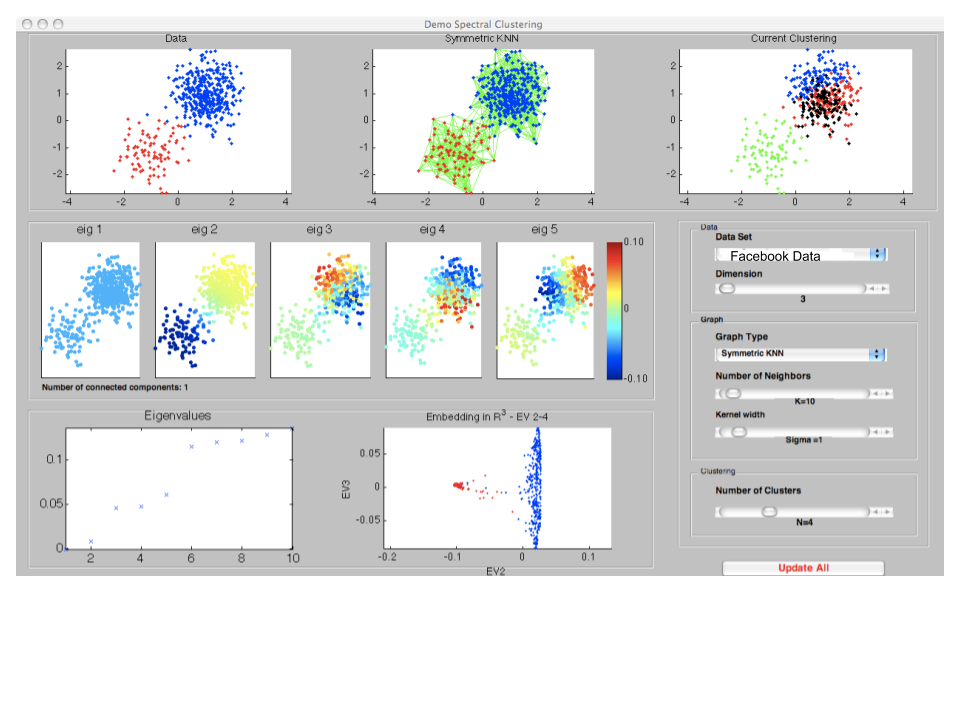 Demo Spectral Clustering
Data
Symmetric KNN
Current Clustering
2
1
0
-1
-2
-4
-2
0
2
4
2
1
0
-1
-2
-4
-2
0
2
4
2
1
0
-1
-2
-4
-2
0
2
4
eig 1
eig 2
eig 3
eig 4
eig 5
0.10
0
-0.10
Number of connected components: 1
Data
Data Set
Facebook Data
Dimension
3
Graph
Graph Type
Symmetric KNN
Number of Neighbors
K=10
Kernel width
Sigma =1
Clustering
Number of Clusters
N=4
Update All
Eigenvalues
0.1
0.05
0
2
4
6
8
10
Embedding in R³ - EV 2-4
EV3
0.05
0
-0.05
-0.2
-0.1
0
0.1
EV2